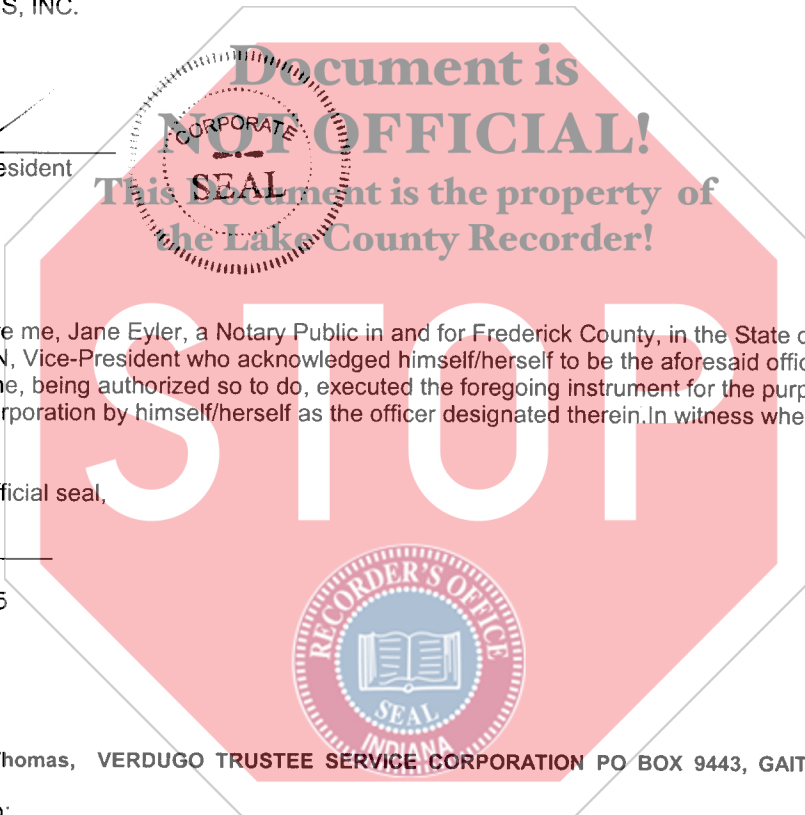 S, INC.
Document is
NOT OFFICIAL!
CORPORATE
SEAL
esident
This Document is the property of
the Lake County Recorder!
STOP
e me, Jane Eyler, a Notary Public in and for Frederick County, in the State o
N, Vice-President who acknowledged himself/herself to be the aforesaid offic
ne, being authorized so to do, executed the foregoing instrument for the purp
rporation by himself/herself as the officer designated therein.In witness whe
ficial seal,
5
RECORDER'S OFFICE
SEAL
INDIANA
homas, VERDUGO TRUSTEE SERVICE CORPORATION PO BOX 9443, GAIT